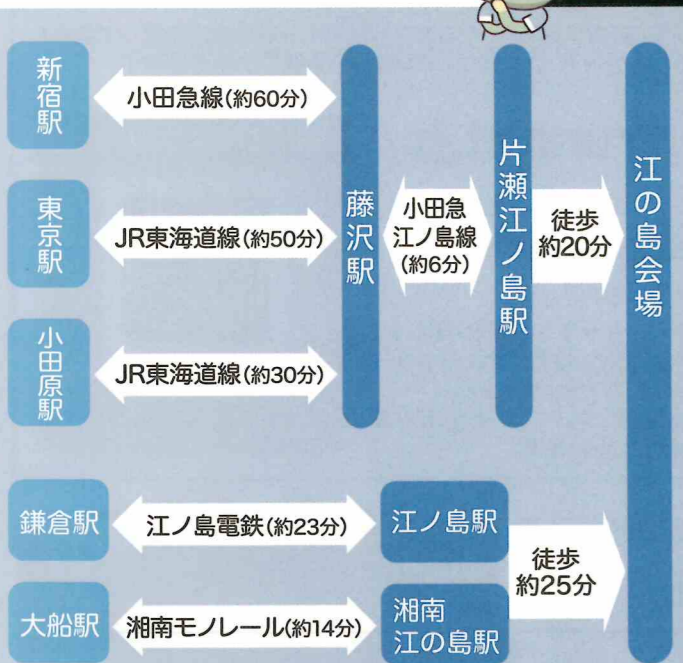 新宿駅
小田急線(約60分)
東京駅
JR東海道線(約50分)
小田原駅
JR東海道線(約30分)
藤沢駅
小田急
江ノ島線
(約6分)
片瀬江ノ島駅
徒歩
約20分
江の島会場
鎌倉駅
江ノ島電鉄(約23分)
江ノ島駅
大船駅
湘南モノレール(約14分)
湘南
江の島駅
徒歩
約25分